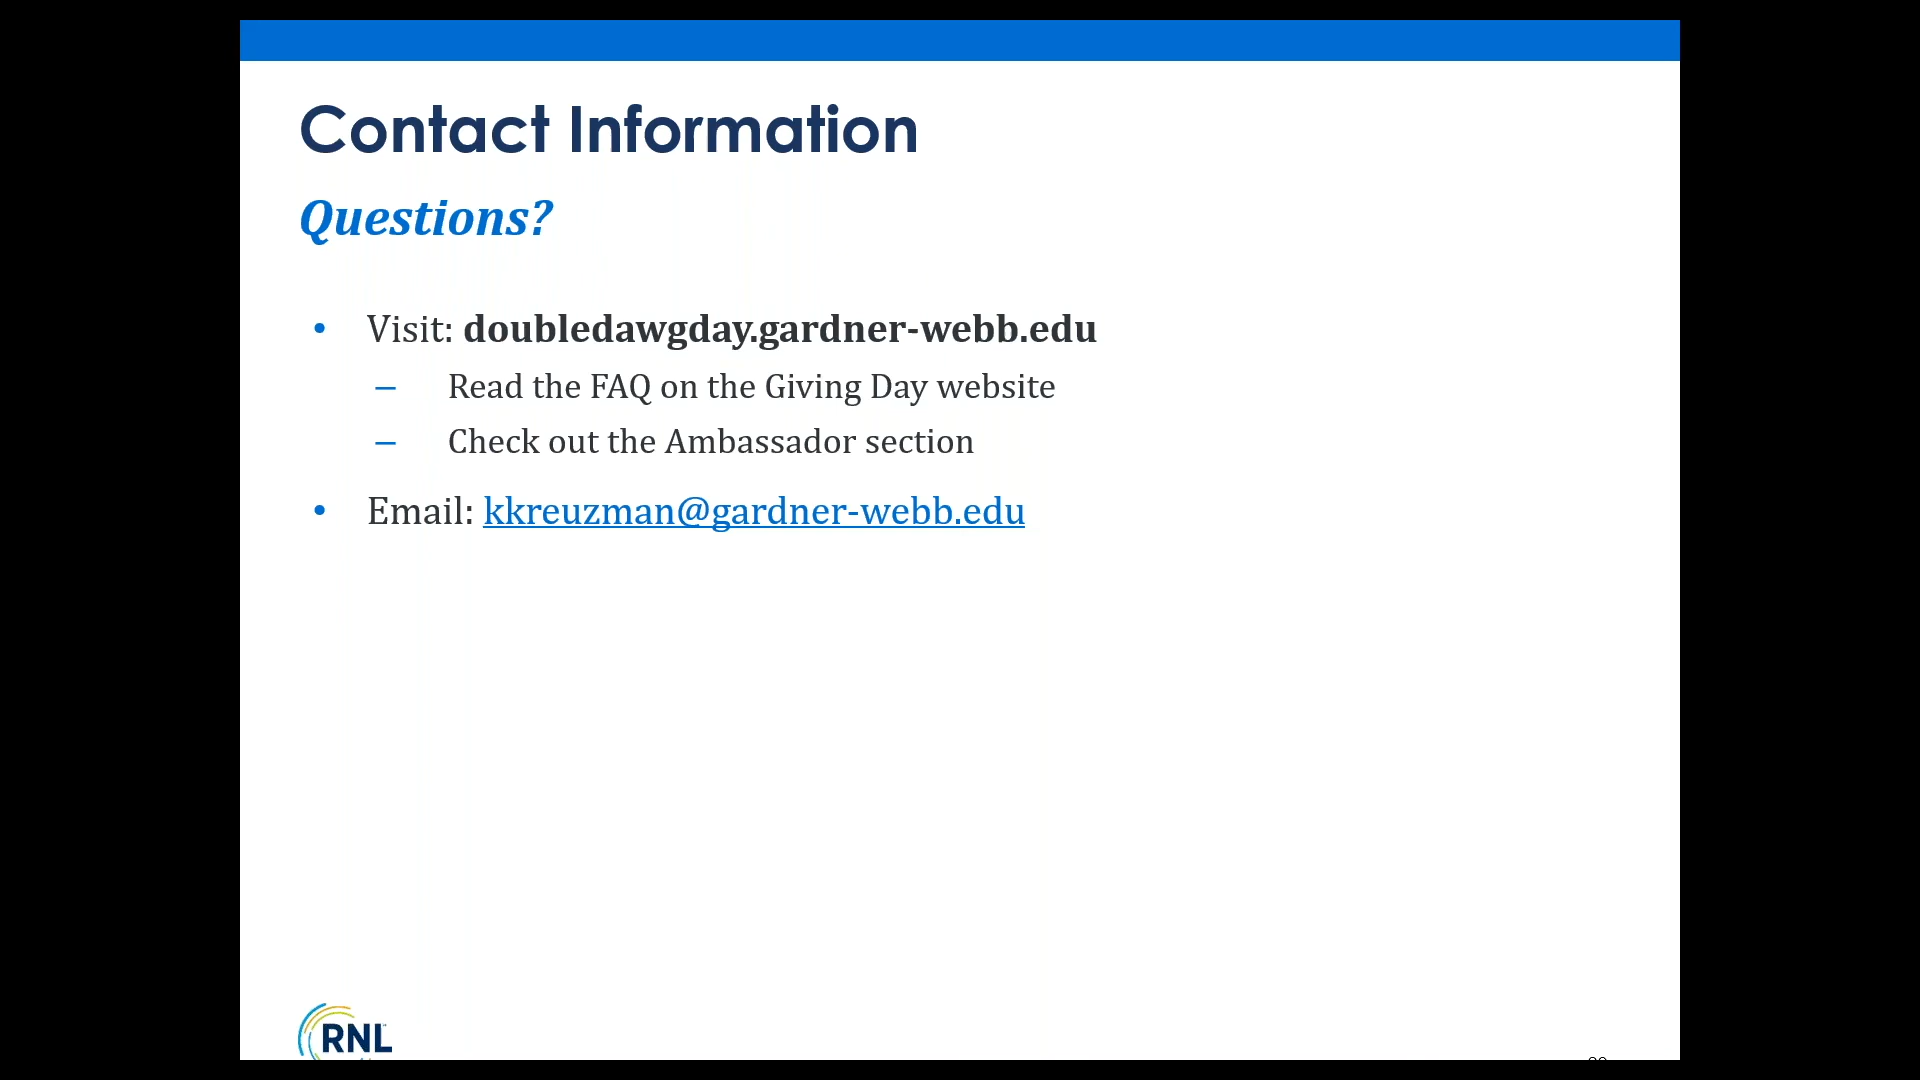 Contact Information
Questions?
• Visit: doubledawgday.gardner-webb.edu
– Read the FAQ on the Giving Day website
– Check out the Ambassador section
• Email: kkreuzman@gardner-webb.edu
RNL